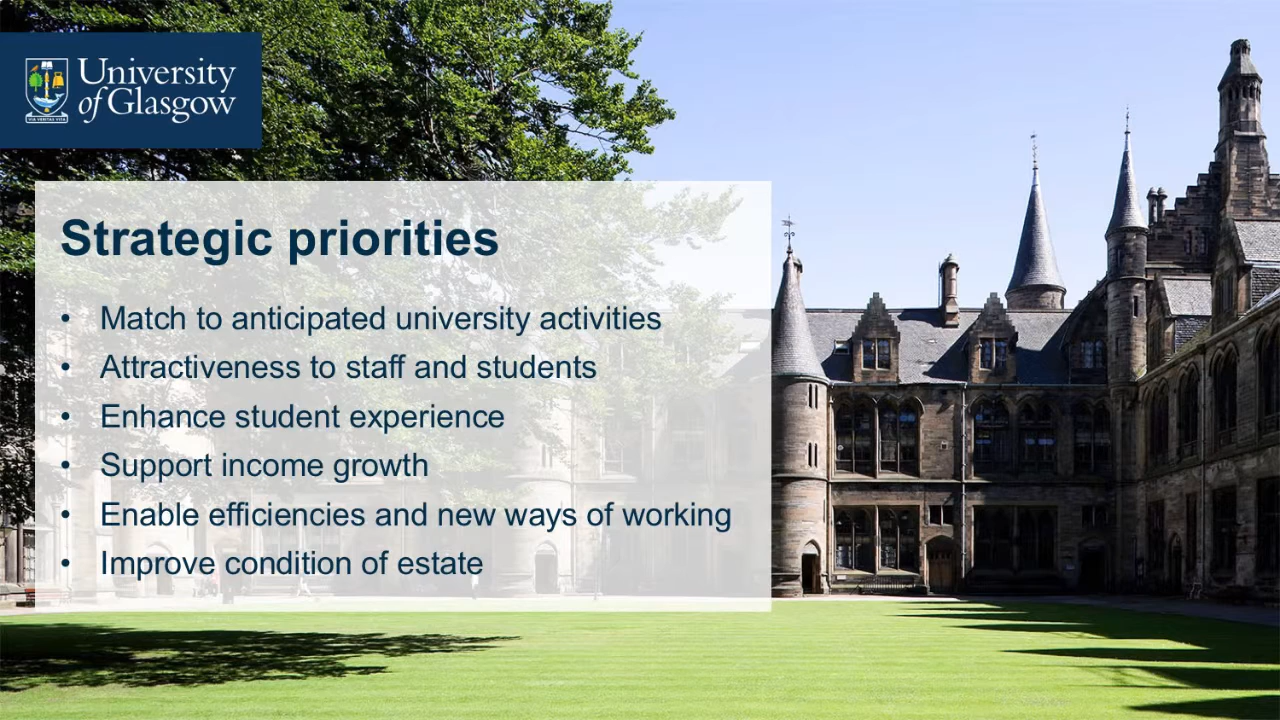 University
of Glasgow
VIA VERITAS VITA
Strategic priorities
• Match to anticipated university activities
• Attractiveness to staff and students
• Enhance student experience
• Support income growth
• Enable efficiencies and new ways of working
• Improve condition of estate